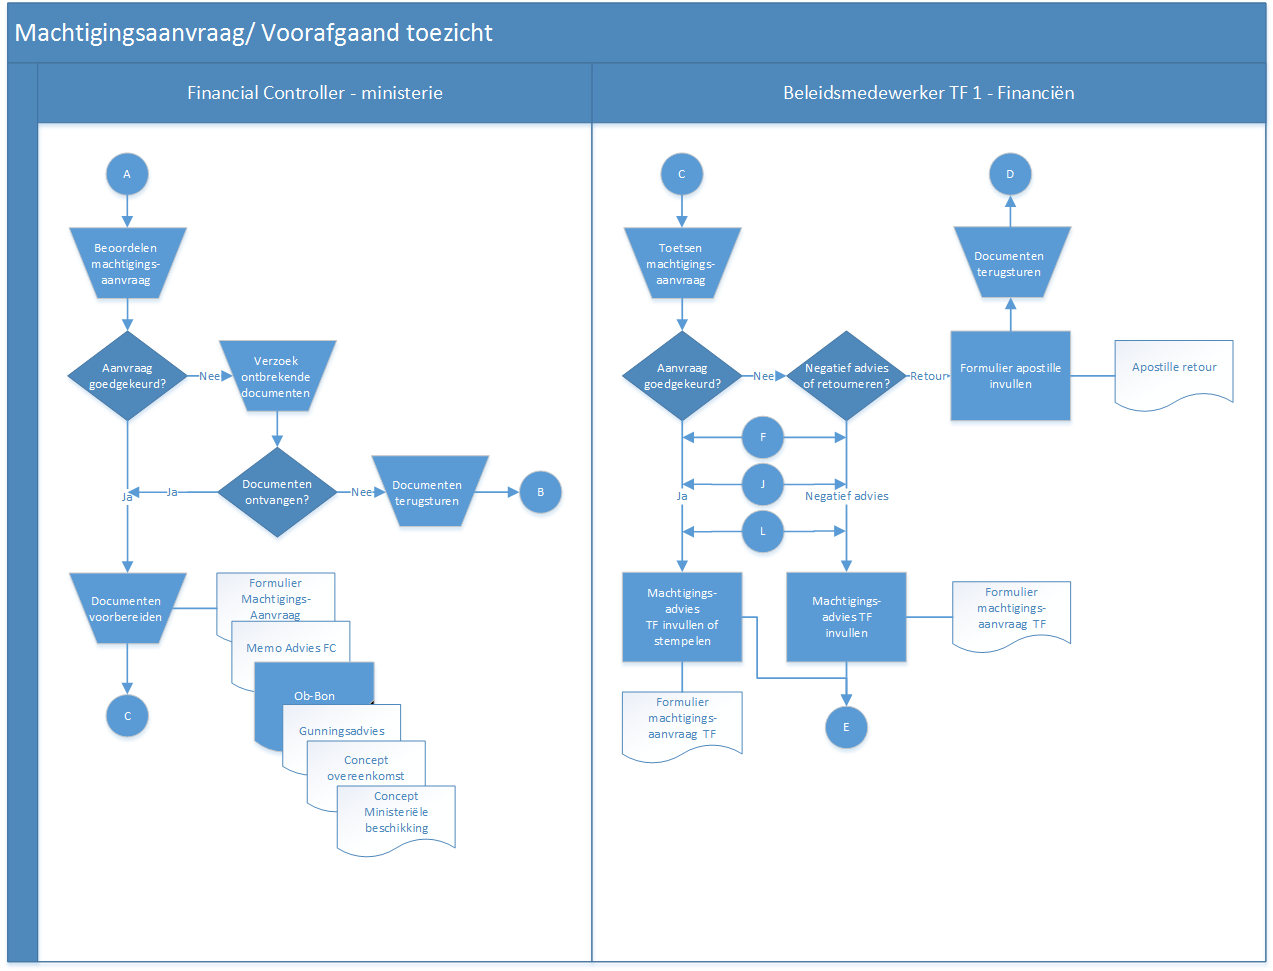 Machtigingsaanvraag/ Voorafgaand toezicht
Financial Controller - ministerie
A
Beoordelen
machtigings-
aanvraag
Aanvraag
goedgekeurd?
Nee
Verzoek
ontbrekende
documenten
Documenten
ontvangen?
Ja
Ja
Nee
Documenten
terugsturen
B
Documenten
voorbereiden
Formulier
Machtigings-
Aanvraag
Memo Advies FC
Ob-Bon
Gunningsadvies
Concept
overeenkomst
Concept
Ministeriële
beschikking
C
Beleidsmedewerker TF 1 - Financiën
C
Toetsen
machtigings-
aanvraag
Aanvraag
goedgekeurd?
Nee
Negatief advies
of retourneren?
Retour
Formulier apostille
invullen
Apostille retour
Documenten
terugsturen
D
F
J
L
Ja
Negatief advies
Machtigings-
advies
TF invullen of
stempelen
Machtigings-
advies TF
invullen
Formulier
machtigings-
aanvraag TF
Formulier
machtigings-
aanvraag TF
E